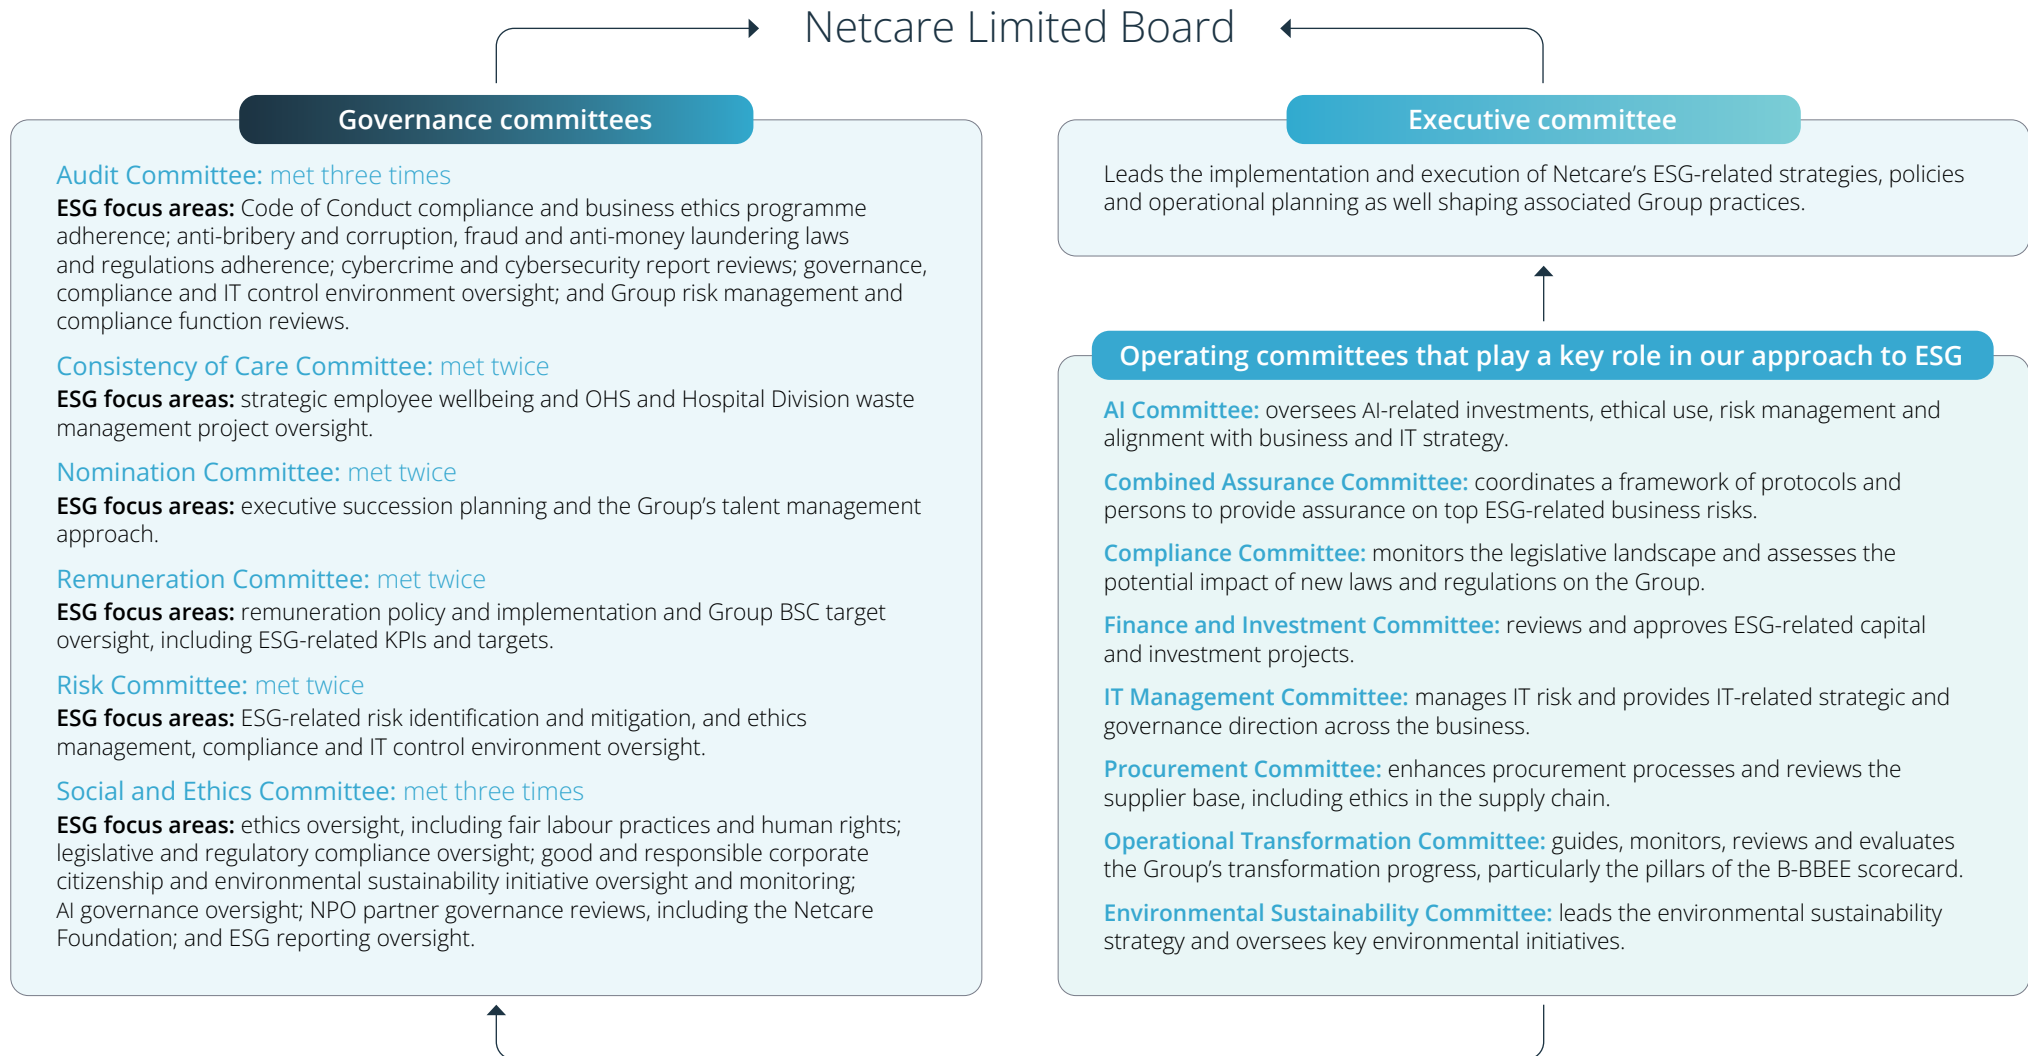 Netcare Limited Board
Governance committees
Audit Committee: met three times
ESG focus areas: Code of Conduct compliance and business ethics programme
adherence; anti-bribery and corruption, fraud and anti-money laundering laws
and regulations adherence; cybercrime and cybersecurity report reviews; governance,
compliance and IT control environment oversight; and Group risk management and
compliance function reviews.
Consistency of Care Committee: met twice
ESG focus areas: strategic employee wellbeing and OHS and Hospital Division waste
management project oversight.
Nomination Committee: met twice
ESG focus areas: executive succession planning and the Group’s talent management
approach.
Remuneration Committee: met twice
ESG focus areas: remuneration policy and implementation and Group BSC target
oversight, including ESG-related KPIs and targets.
Risk Committee: met twice
ESG focus areas: ESG-related risk identification and mitigation, and ethics
management, compliance and IT control environment oversight.
Social and Ethics Committee: met three times
ESG focus areas: ethics oversight, including fair labour practices and human rights;
legislative and regulatory compliance oversight; good and responsible corporate
citizenship and environmental sustainability initiative oversight and monitoring;
AI governance oversight; NPO partner governance reviews, including the Netcare
Foundation; and ESG reporting oversight.
Executive committee
Leads the implementation and execution of Netcare’s ESG-related strategies, policies
and operational planning as well shaping associated Group practices.
Operating committees that play a key role in our approach to ESG
AI Committee: oversees AI-related investments, ethical use, risk management and
alignment with business and IT strategy.
Combined Assurance Committee: coordinates a framework of protocols and
persons to provide assurance on top ESG-related business risks.
Compliance Committee: monitors the legislative landscape and assesses the
potential impact of new laws and regulations on the Group.
Finance and Investment Committee: reviews and approves ESG-related capital
and investment projects.
IT Management Committee: manages IT risk and provides IT-related strategic and
governance direction across the business.
Procurement Committee: enhances procurement processes and reviews the
supplier base, including ethics in the supply chain.
Operational Transformation Committee: guides, monitors, reviews and evaluates
the Group’s transformation progress, particularly the pillars of the B-BBEE scorecard.
Environmental Sustainability Committee: leads the environmental sustainability
strategy and oversees key environmental initiatives.